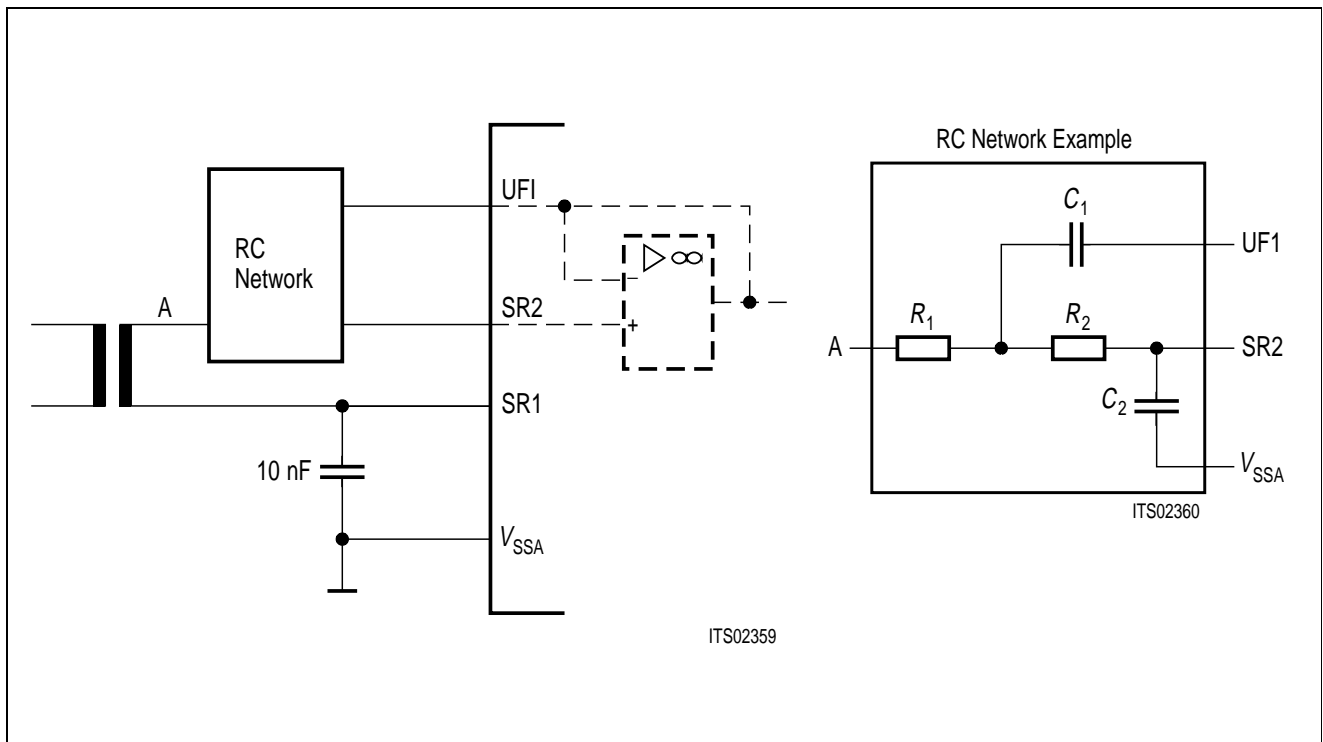 UFI
RC
Network
A
SR2
SR1
10 nF
VSSA
▷ ∞
−
+
ITS02359
RC Network Example
C1
UF1
R1
R2
A
SR2
C2
VSSA
ITS02360